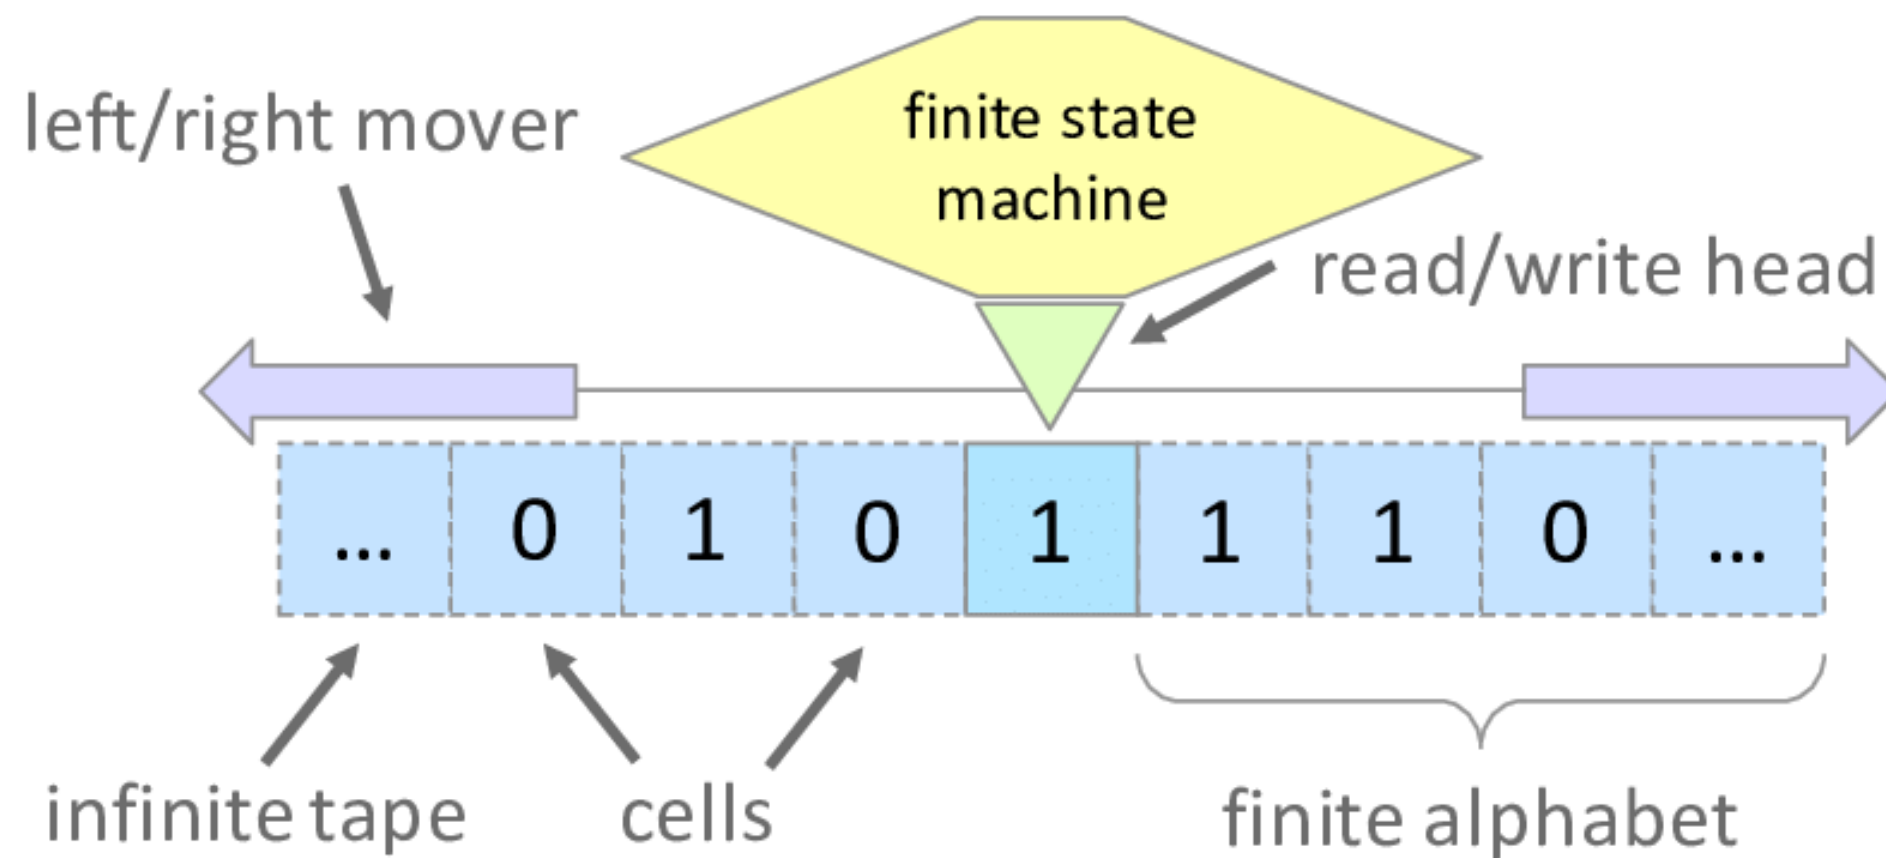 left/right mover
finite state
machine
read/write head
... 0 1 0 1 1 1 0 ...
infinite tape
cells
finite alphabet